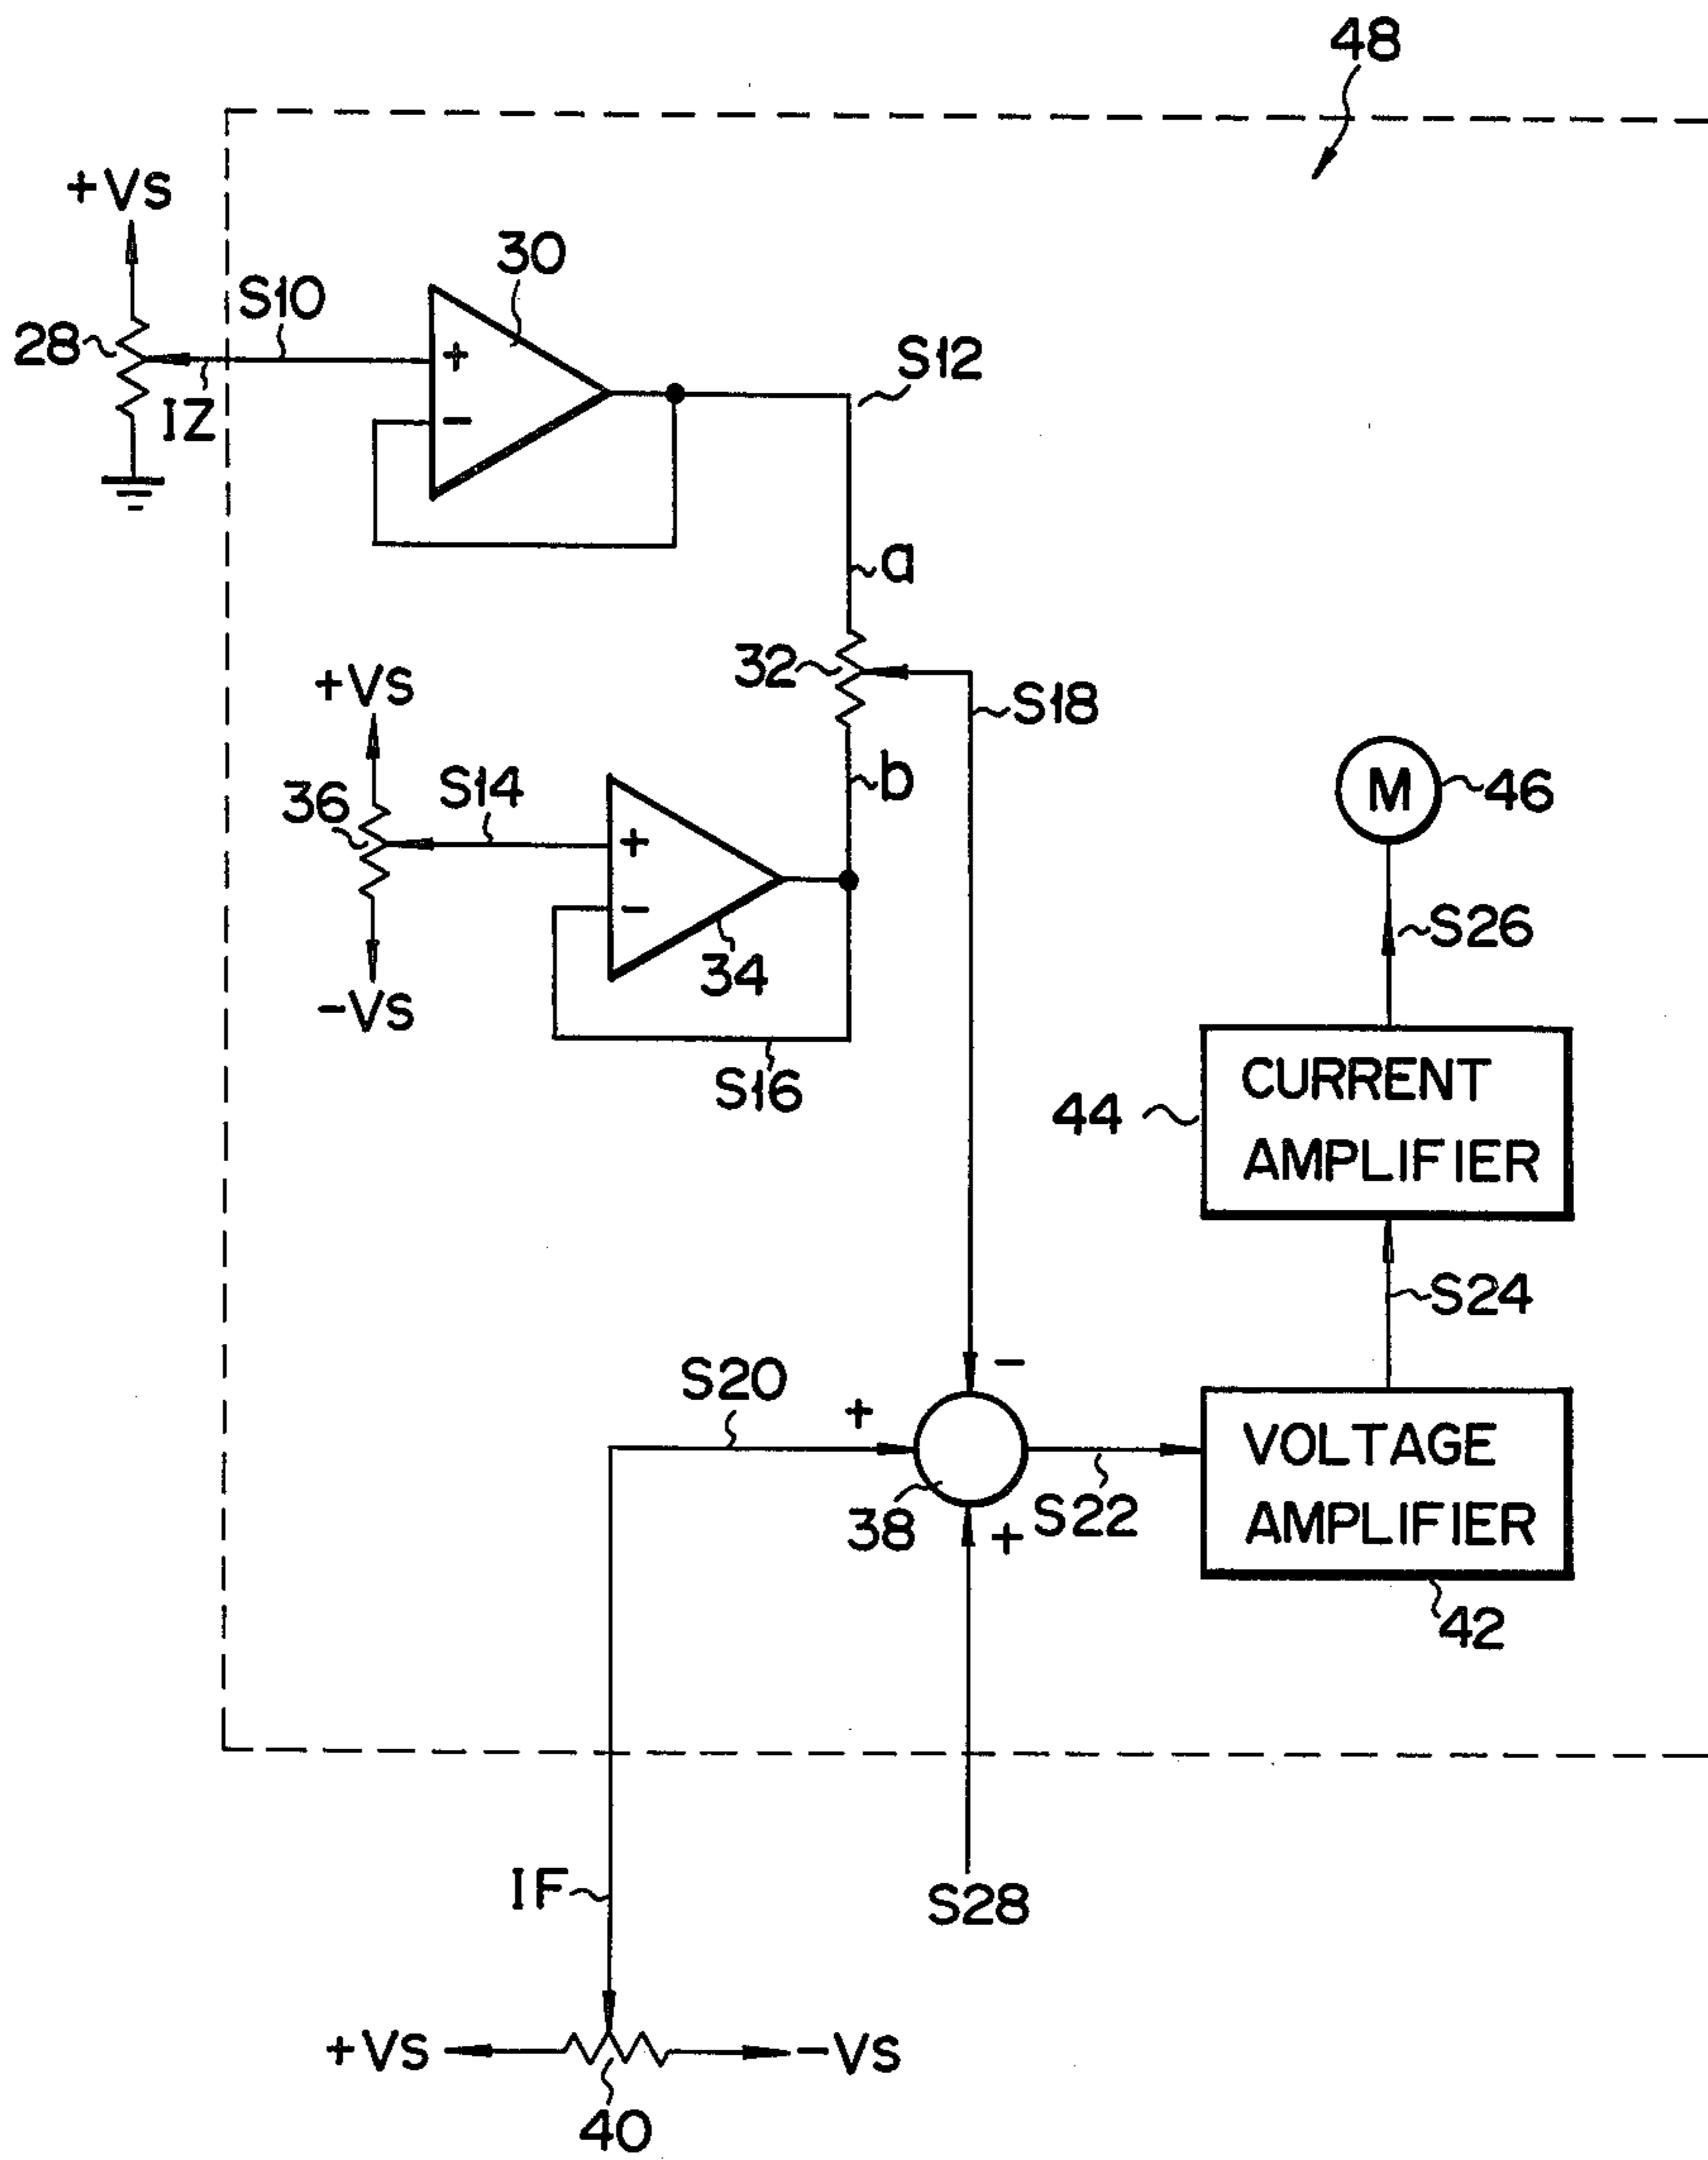 48
+Vs
30
S10
28
+
S12
IZ
-
a
32
+Vs
S18
S14
b
36
M
46
+
-
S26
34
-Vs
S16
CURRENT
AMPLIFIER
44
S24
-
S20
+
VOLTAGE
AMPLIFIER
S22
38
+
42
IF
S28
+Vs
-Vs
40